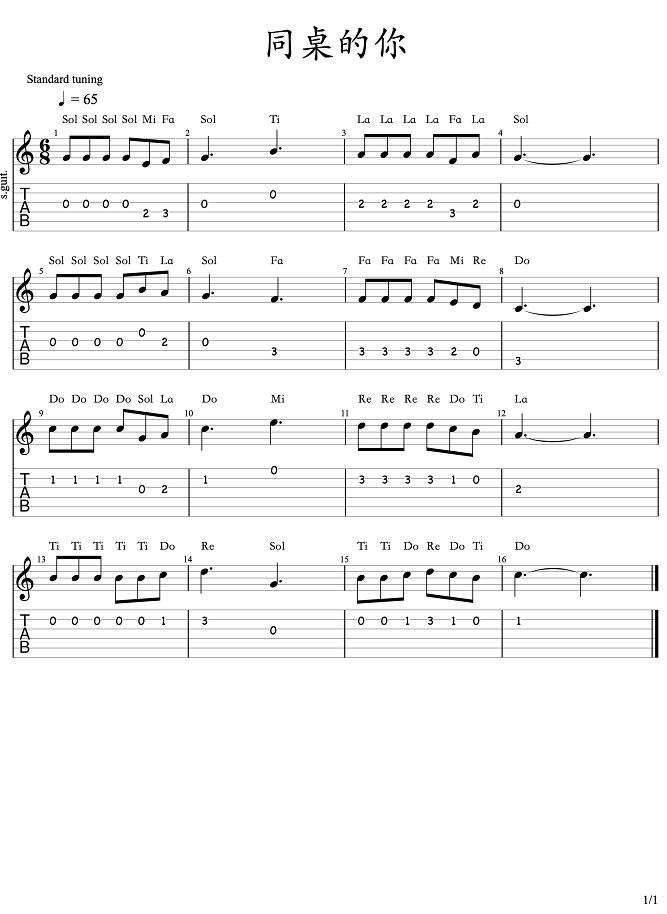 同桌的你
Standard tuning
♩ = 65
Sol Sol Sol Sol Mi Fa Sol Ti La La La La Fa La Sol
1 2 3 4
s.guit.
6
8
0 0 0 0 2 3 0 0 2 2 2 2 3 2 0
Sol Sol Sol Sol Ti La Sol Fa Fa Fa Fa Fa Mi Re Do
5 6 7 8
0 0 0 0 0 2 0 3 3 3 3 3 2 0 3
Do Do Do Do Sol La Do Mi Re Re Re Re Do Ti La
9 10 11 12
1 1 1 1 0 2 1 0 3 3 3 3 1 0 2
Ti Ti Ti Ti Ti Do Re Sol Ti Ti Do Re Do Ti Do
13 14 15 16
0 0 0 0 0 1 3 0 0 0 1 3 1 0 1
TAB
TAB
TAB
TAB
1/1